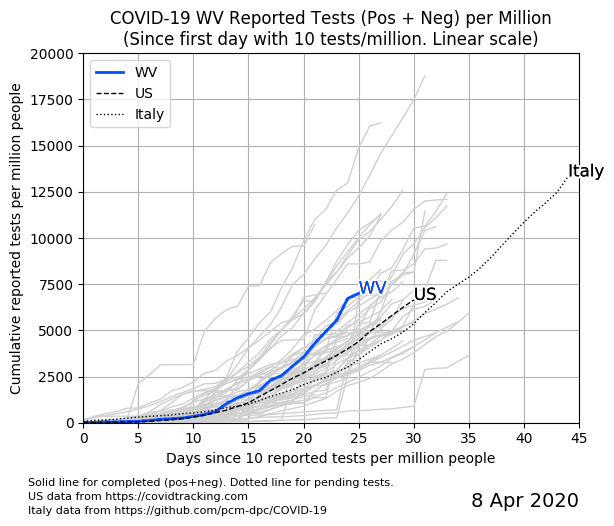 COVID-19 WV Reported Tests (Pos + Neg) per Million
(Since first day with 10 tests/million. Linear scale)
Cumulative reported tests per million people
20000
17500
15000
12500
10000
7500
5000
2500
0
WV
US
Italy
Italy
WV
US
0 5 10 15 20 25 30 35 40 45
Days since 10 reported tests per million people
Solid line for completed (pos+neg). Dotted line for pending tests.
US data from https://covidtracking.com
Italy data from https://github.com/pcm-dpc/COVID-19
8 Apr 2020